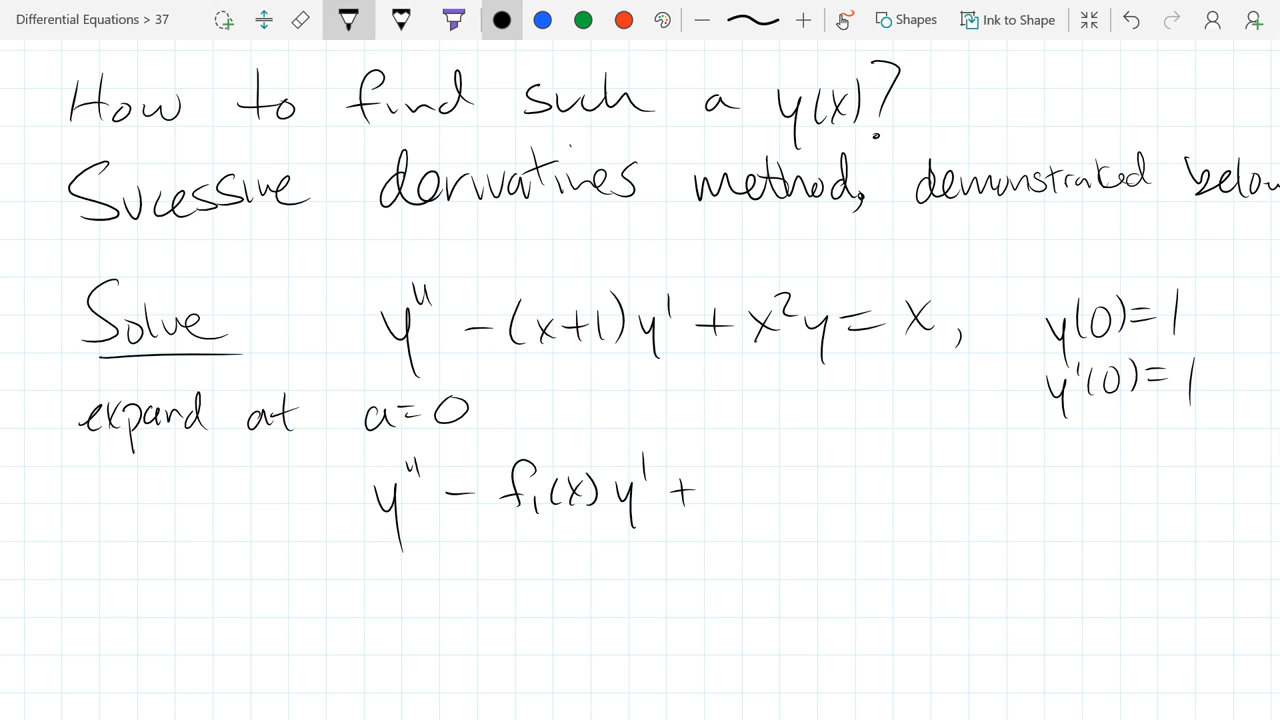 Differential Equations > 37
Shapes
Ink to Shape
How to find such a y(x)?
Sucessive derivatives method, demonstrated below
Solve y'' - (x+1)y' + x²y = x, y(0)=1
y'(0)=1
expand at a=0
y'' - f₁(x)y' +